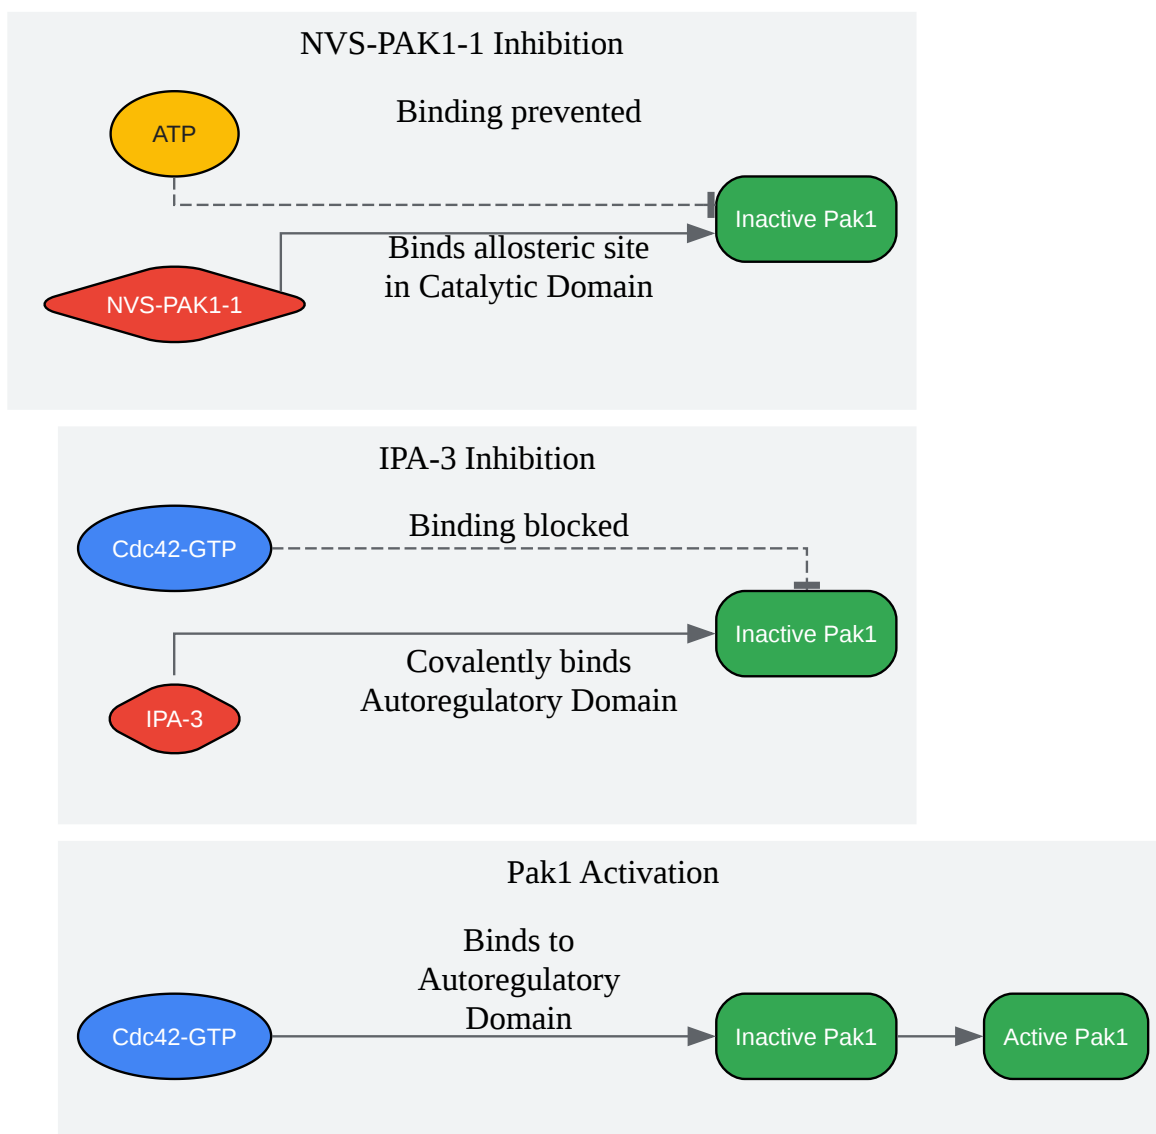 NVS-PAK1-1 Inhibition
Binding prevented
ATP
Inactive Pak1
Binds allosteric site
in Catalytic Domain
NVS-PAK1-1
IPA-3 Inhibition
Binding blocked
Cdc42-GTP
Inactive Pak1
Covalently binds
Autoregulatory Domain
IPA-3
Pak1 Activation
Binds to
Autoregulatory
Domain
Cdc42-GTP
Inactive Pak1
Active Pak1